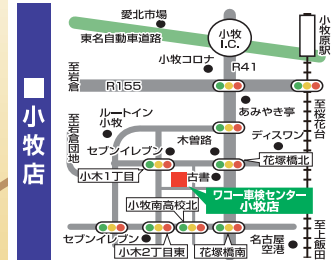 ■小牧店
愛北市場
東名自動車道路
小牧
I.C.
小牧原駅
小牧コロナ
R41
至岩倉
R155
至桜花台
あみやき亭
ルートイン
小牧
木曽路
ディスワン
至岩倉団地
セブンイレブン
花塚橋北
小木1丁目
古書
ワコー車検センター
小牧店
小牧南高校北
セブンイレブン
小木2丁目東
花塚橋南
名古屋
空港
至上飯田